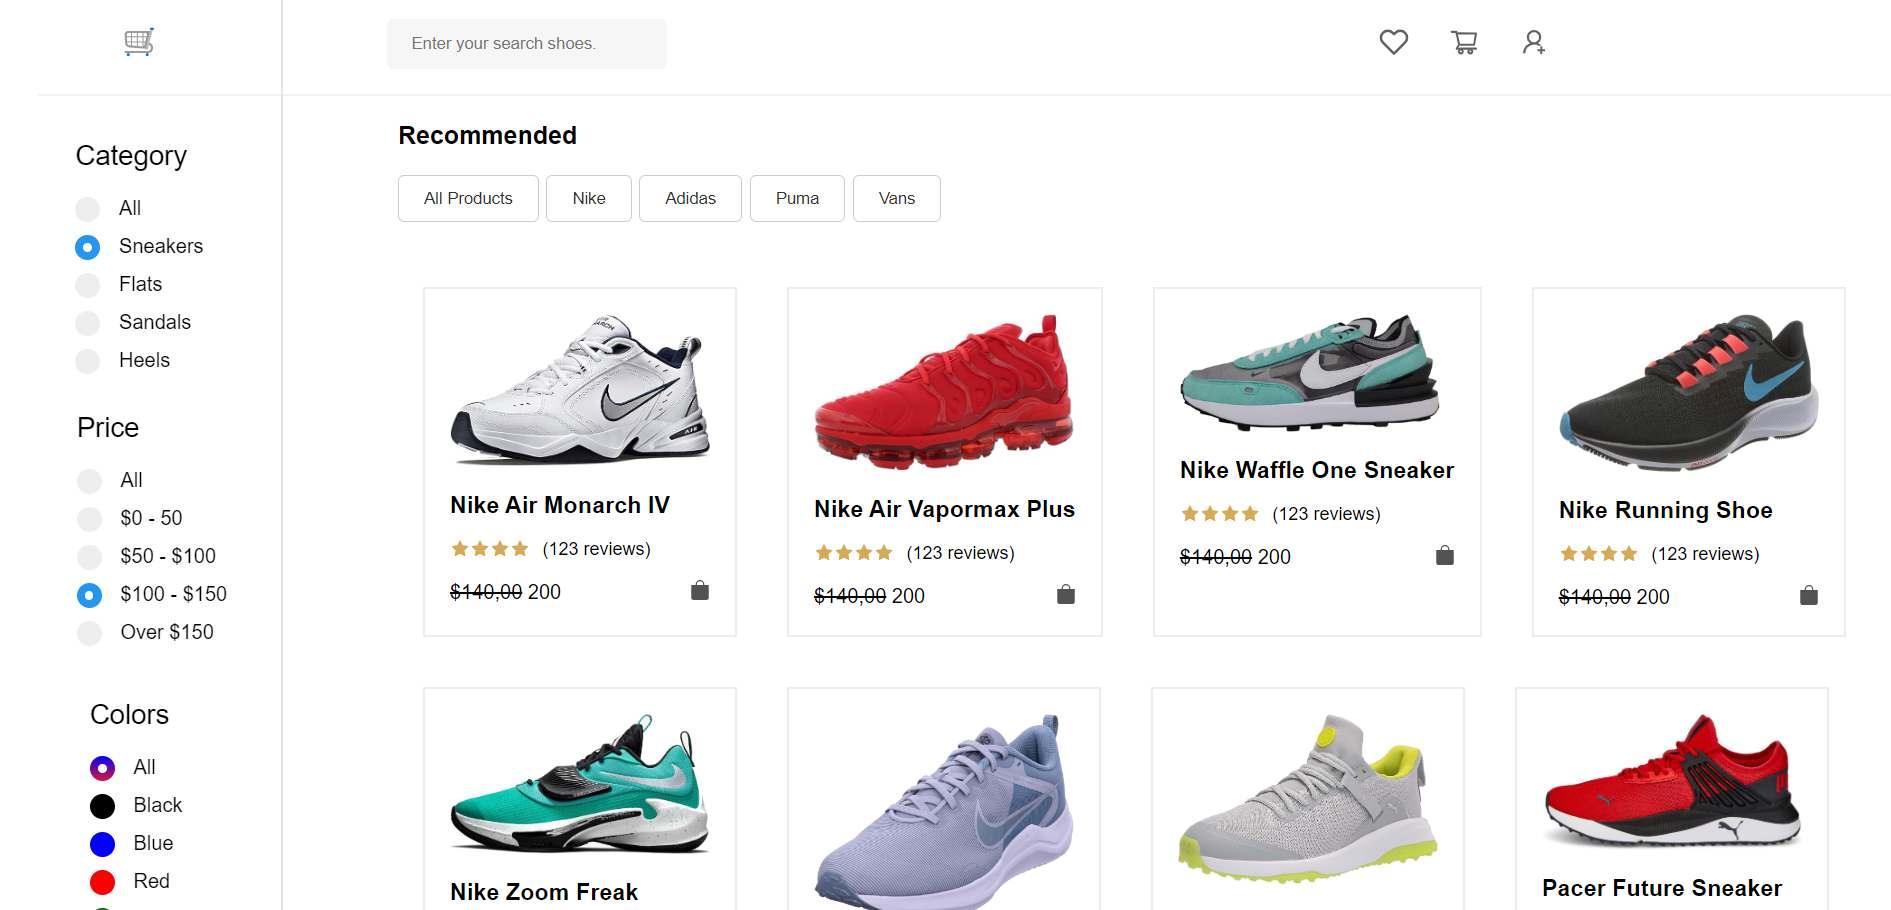 Enter your search shoes.
Category
All
Sneakers
Flats
Sandals
Heels
Price
All
$0 - 50
$50 - $100
$100 - $150
Over $150
Colors
All
Black
Blue
Red
Recommended
All Products
Nike
Adidas
Puma
Vans
Nike Air Monarch IV
(123 reviews)
$140,00 200
Nike Air Vapormax Plus
(123 reviews)
$140,00 200
Nike Waffle One Sneaker
(123 reviews)
$140,00 200
Nike Running Shoe
(123 reviews)
$140,00 200
Nike Zoom Freak
Pacer Future Sneaker